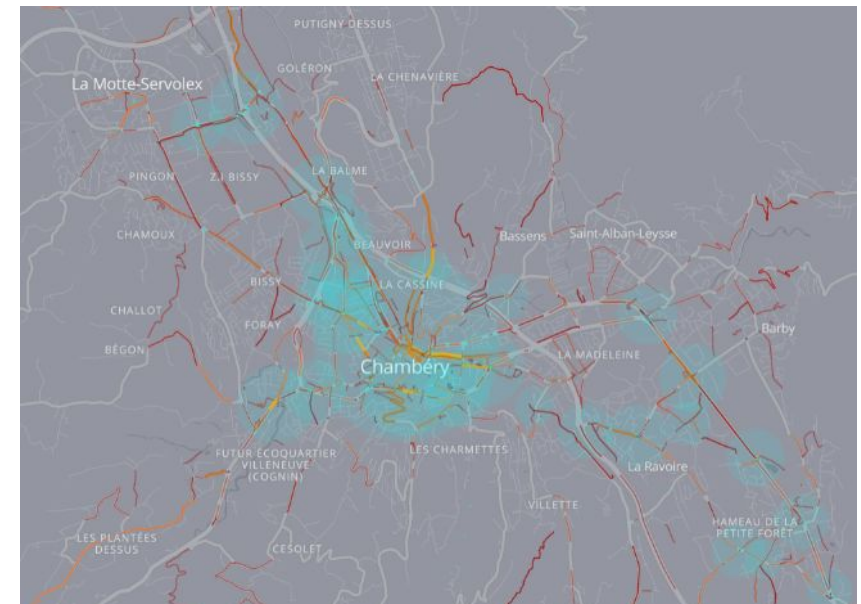 PUTIGNY DESSUS
GOLÉRON
LA CHENAVIÈRE
La Motte-Servolex
PINGON
Z.I BISSY
LA BALME
CHAMOUX
BEAUVOIR
Bassens
Saint-Alban-Leysse
BISSY
LA CASSINE
CHALLOT
FORAY
Barby
BÉGON
LA MADELEINE
Chambéry
LES CHARMETTES
FUTUR ÉCOQUARTIER
VILLENEUVE
(COGNIN)
La Ravoire
VILLETTE
HAMEAU DE LA
PETITE FORÊT
LES PLANTÉES
DESSUS
CESOLET